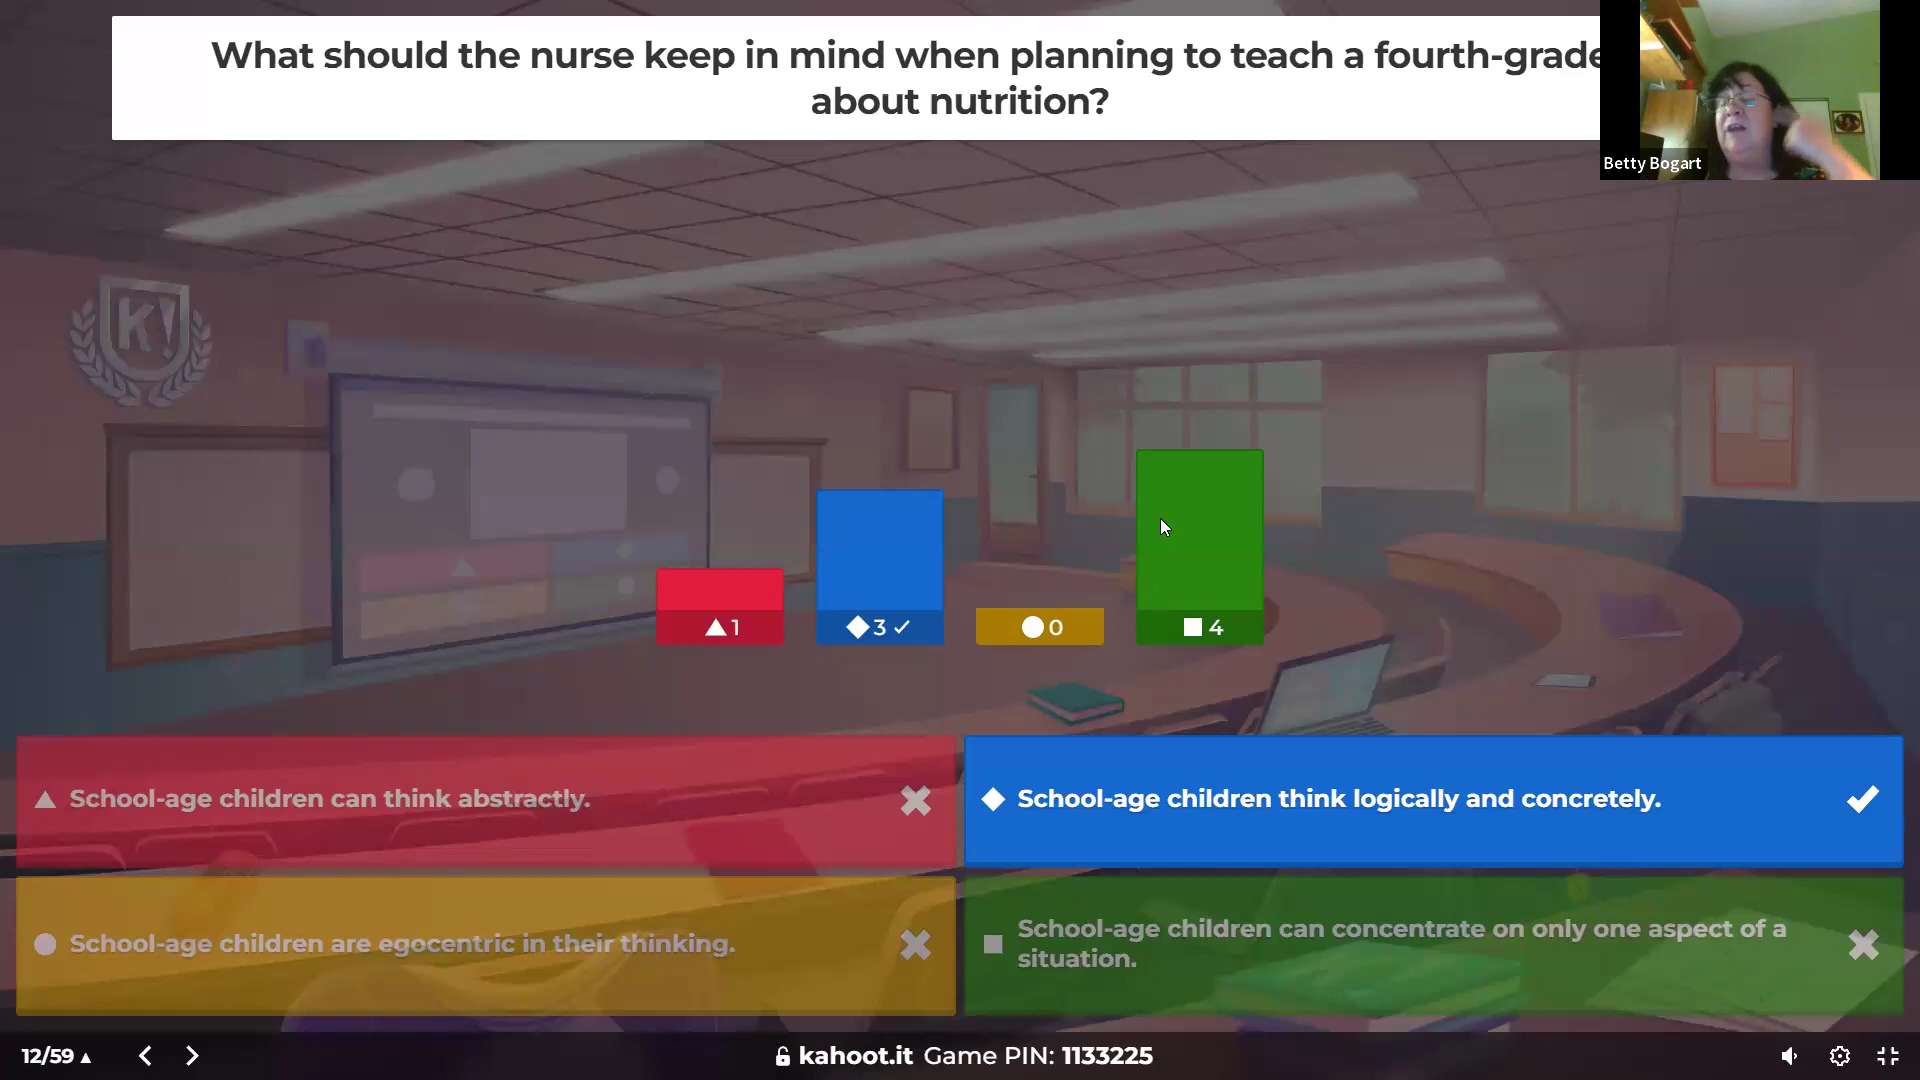 What should the nurse keep in mind when planning to teach a fourth-grade
about nutrition?
Betty Bogart
K!
1
3
0
4
School-age children can think abstractly.
School-age children think logically and concretely.
School-age children are egocentric in their thinking.
School-age children can concentrate on only one aspect of a
situation.
12/59
kahoot.it Game PIN: 1133225